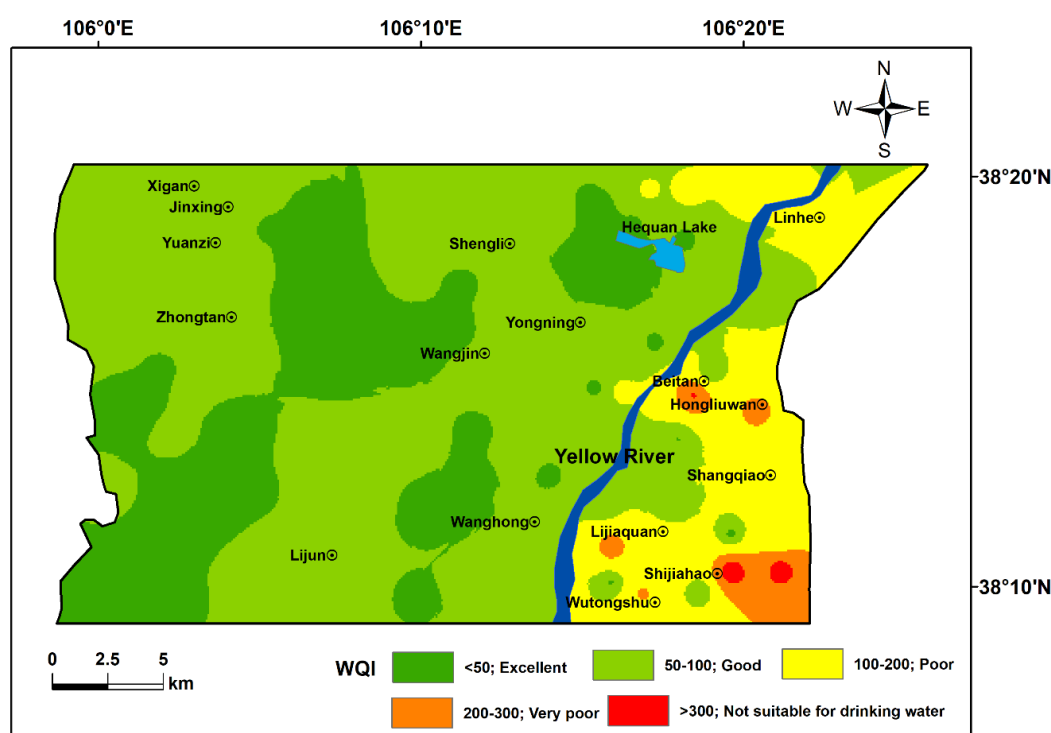 106°0'E
106°10'E
106°20'E
N
W E
S
38°20'N
Xigan
Jinxing
Linhe
Hequan Lake
Yuanzi
Shengli
Zhongtan
Yongning
Wangjin
Beitan
Hongliuwan
Yellow River
Shangqiao
Wanghong
Lijiaquan
Lijun
Shijiahao
38°10'N
Wutongshu
0 2.5 5
km
WQI
<50; Excellent
50-100; Good
100-200; Poor
200-300; Very poor
>300; Not suitable for drinking water